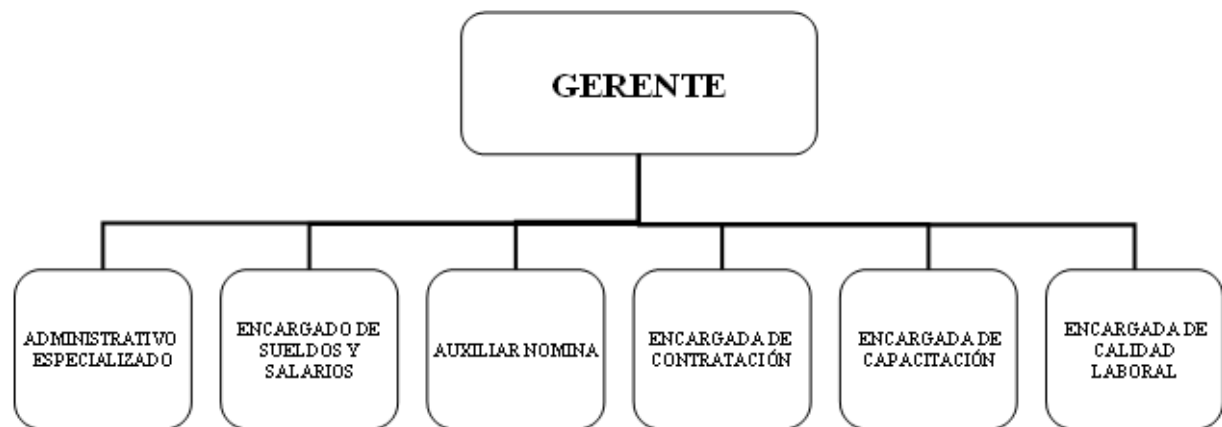 GERENTE
ADMINISTRATIVO
ESPECIALIZADO
ENCARGADO DE
SUELDOS Y
SALARIOS
AUXILIAR NOMINA
ENCARGADA DE
CONTRATACIÓN
ENCARGADA DE
CAPACITACIÓN
ENCARGADA DE
CALIDAD
LABORAL